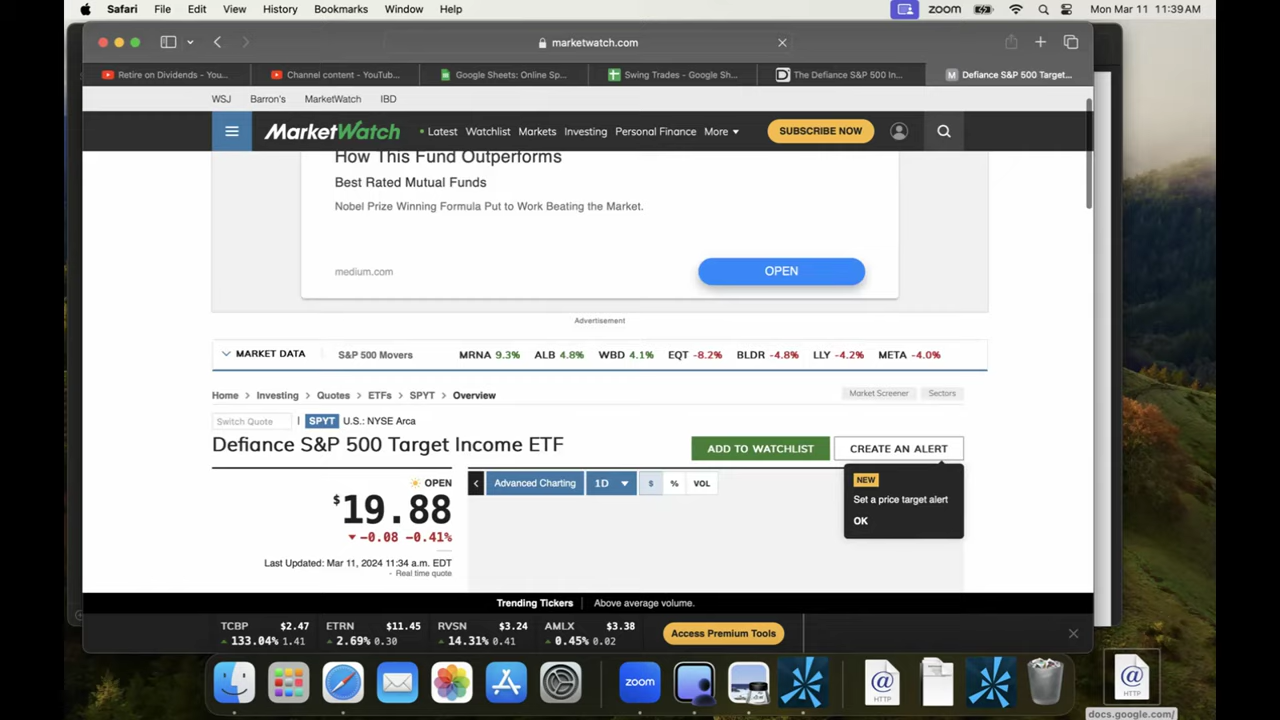 Safari File Edit View History Bookmarks Window Help zoom Mon Mar 11 11:39AM
marketwatch.com
Retire on Dividends - You... Channel content - YouTub... Google Sheets: Online Sp... Swing Trades - Google Sh... The Defiance S&P 500 In... M Defiance S&P 500 Target...
WSJ Barron's MarketWatch IBD
MarketWatch • Latest Watchlist Markets Investing Personal Finance More SUBSCRIBE NOW
How This Fund Outperforms
Best Rated Mutual Funds
Nobel Prize Winning Formula Put to Work Beating the Market.
medium.com OPEN
Advertisement
MARKET DATA S&P 500 Movers MRNA 9.3% ALB 4.8% WBD 4.1% EQT -8.2% BLDR -4.8% LLY -4.2% META -4.0%
Home > Investing > Quotes > ETFs > SPYT > Overview Market Screener Sectors
Switch Quote | SPYT U.S.: NYSE Arca
Defiance S&P 500 Target Income ETF ADD TO WATCHLIST CREATE AN ALERT
OPEN Advanced Charting 1D $ % VOL NEW
$19.88 Set a price target alert
OK
-0.08 -0.41%
Last Updated: Mar 11, 2024 11:34 a.m. EDT
- Real time quote
Trending Tickers | Above average volume.
TCBP $2.47 ETRN $11.45 RVSN $3.24 AMLX $3.38 Access Premium Tools
133.04% 1.41 2.69% 0.30 14.31% 0.41 0.45% 0.02
zoom @ HTTP @ HTTP
docs.google.com/